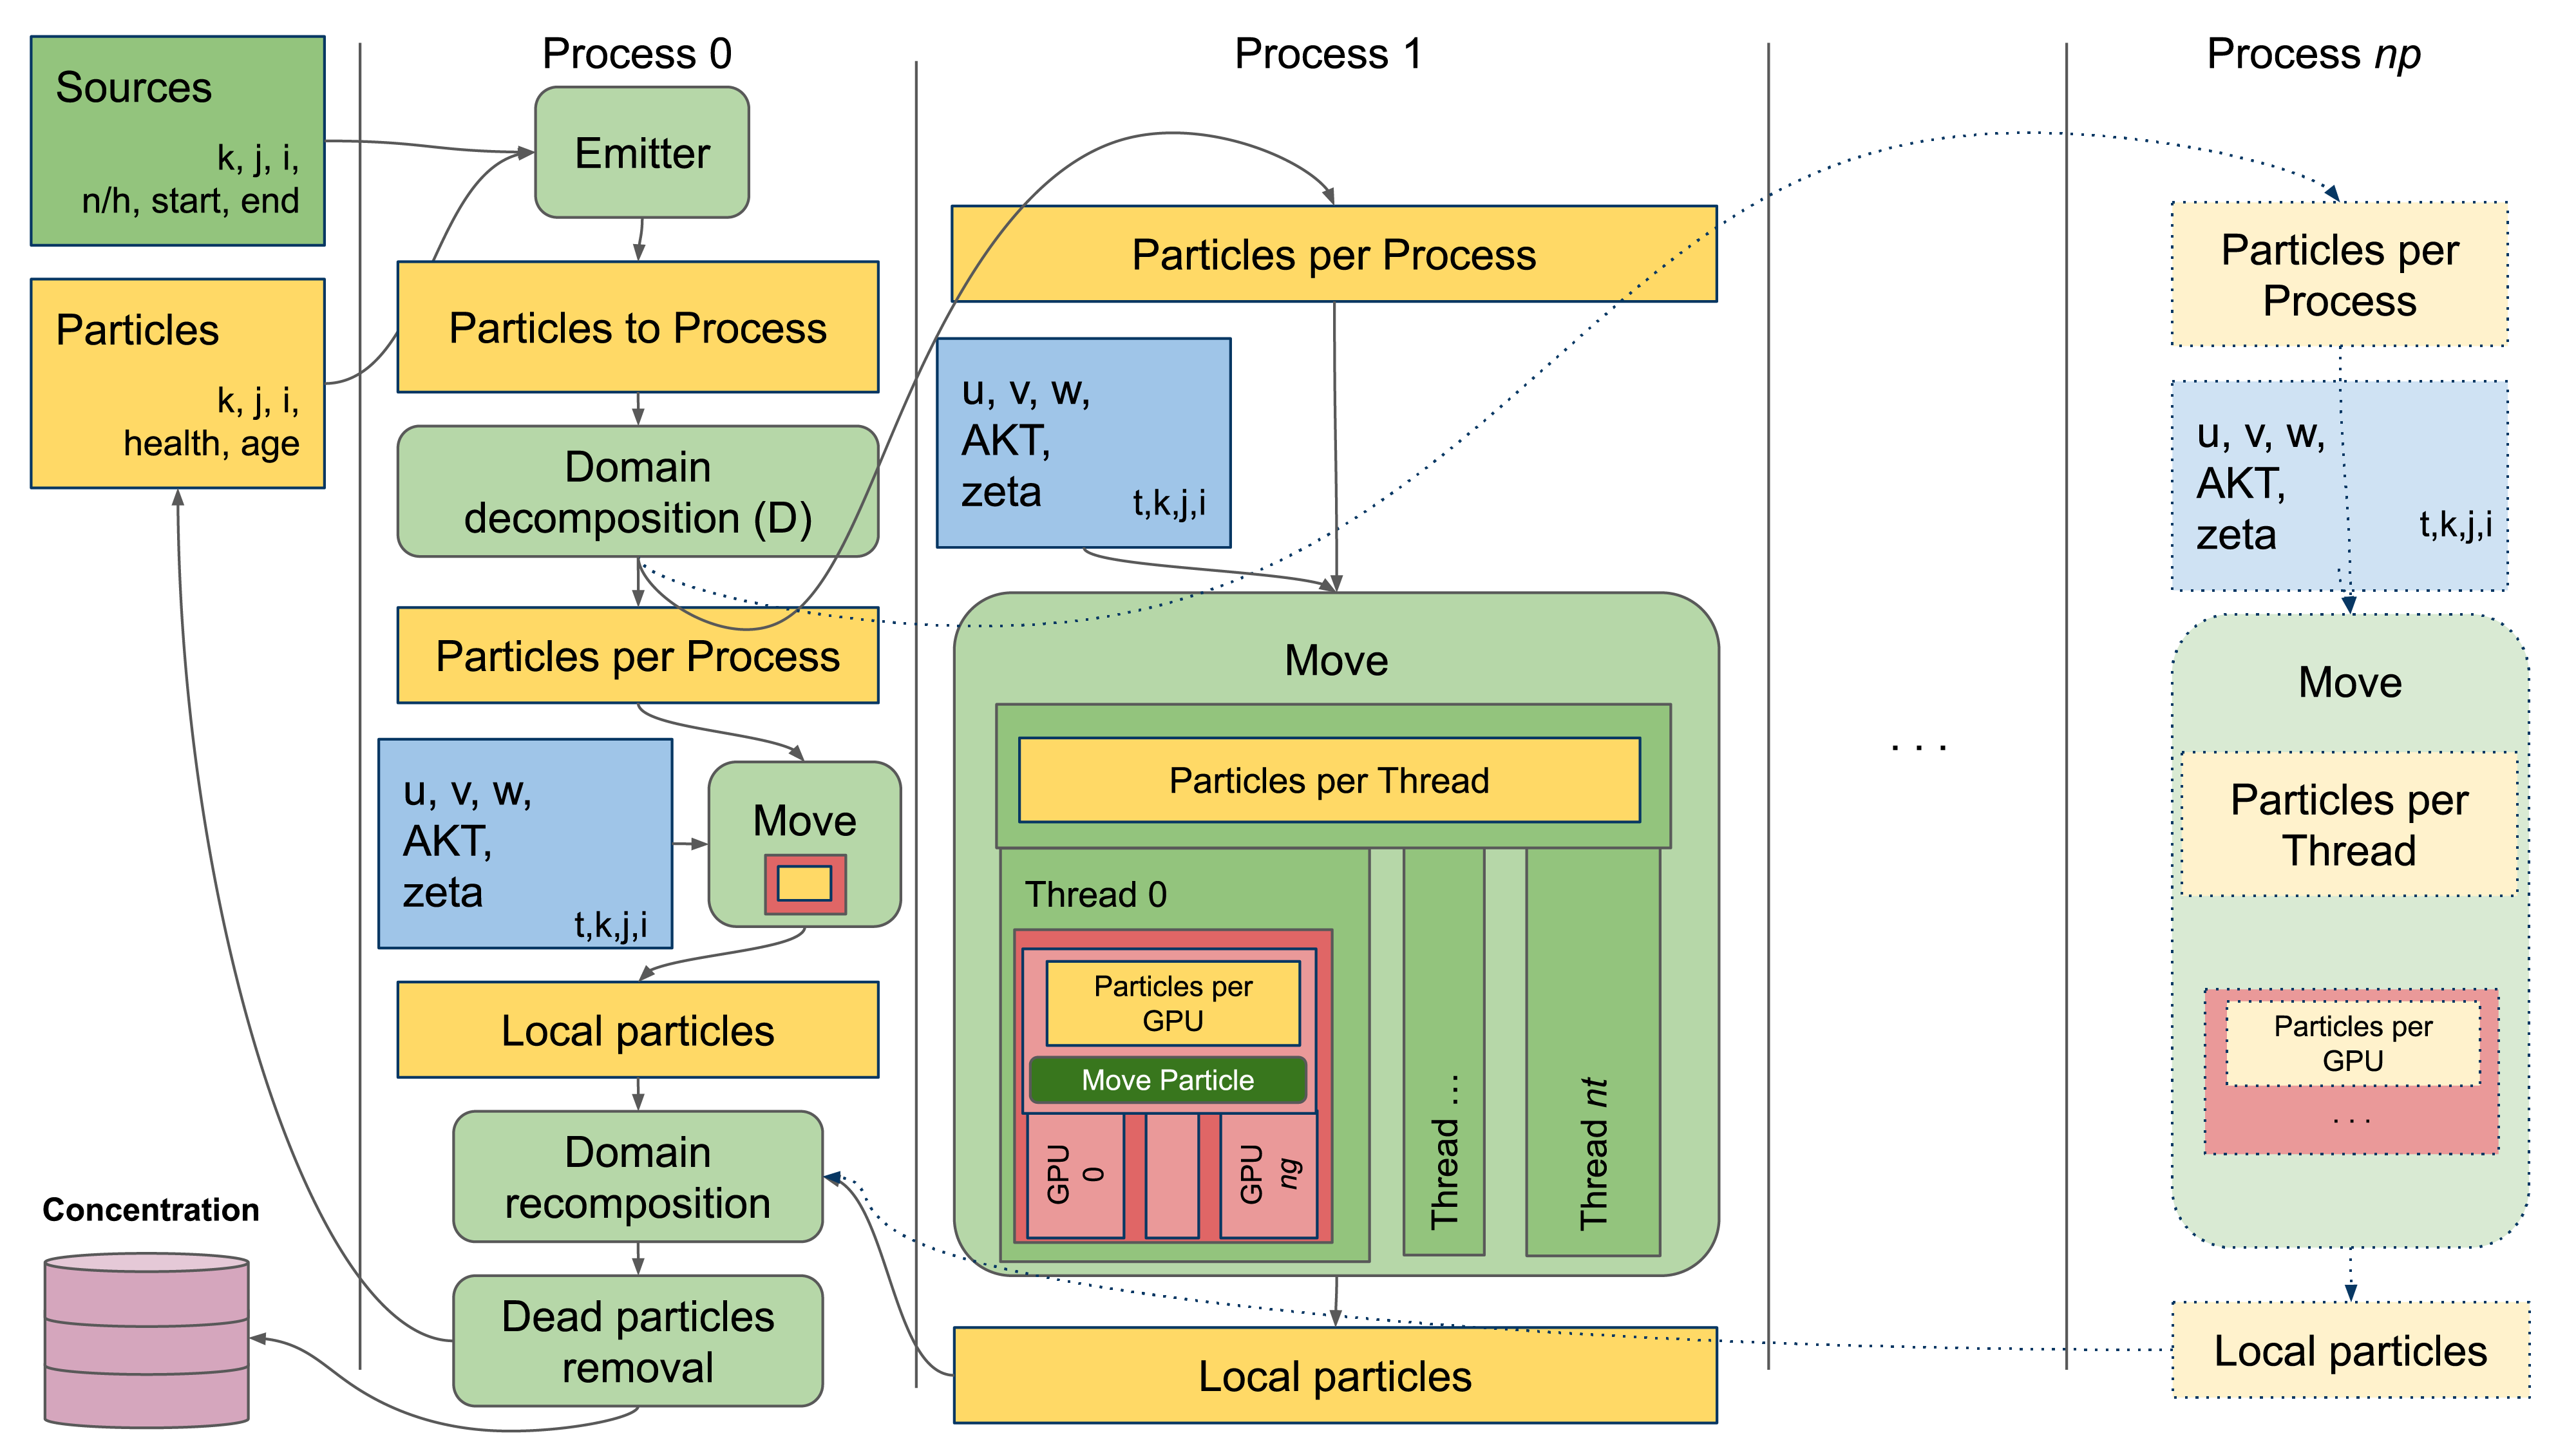 Sources
k, j, i,
n/h, start, end
Particles
k, j, i,
health, age
Concentration
Process 0
Emitter
Particles to Process
Domain
decomposition (D)
Particles per Process
u, v, w,
AKT,
zeta
t,k,j,i
Move
Local particles
Domain
recomposition
Dead particles
removal
Process 1
Particles per Process
u, v, w,
AKT,
zeta
t,k,j,i
Move
Particles per Thread
Thread 0
Particles per
GPU
Move Particle
GPU
0
GPU
ng
Thread ...
Thread nt
Local particles
. . .
Process np
Particles per
Process
u, v, w,
AKT,
zeta
t,k,j,i
Move
Particles per
Thread
Particles per
GPU
. . .
Local particles